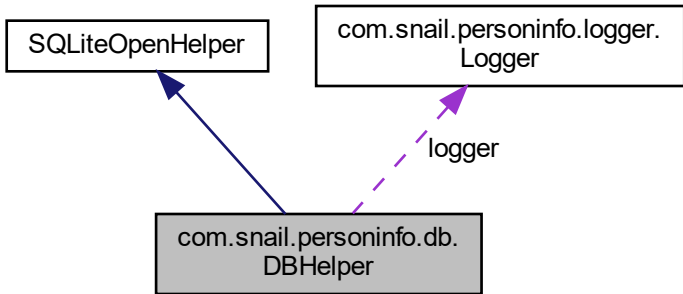 SQLiteOpenHelper
com.snail.personinfo.logger.
Logger
logger
com.snail.personinfo.db.
DBHelper